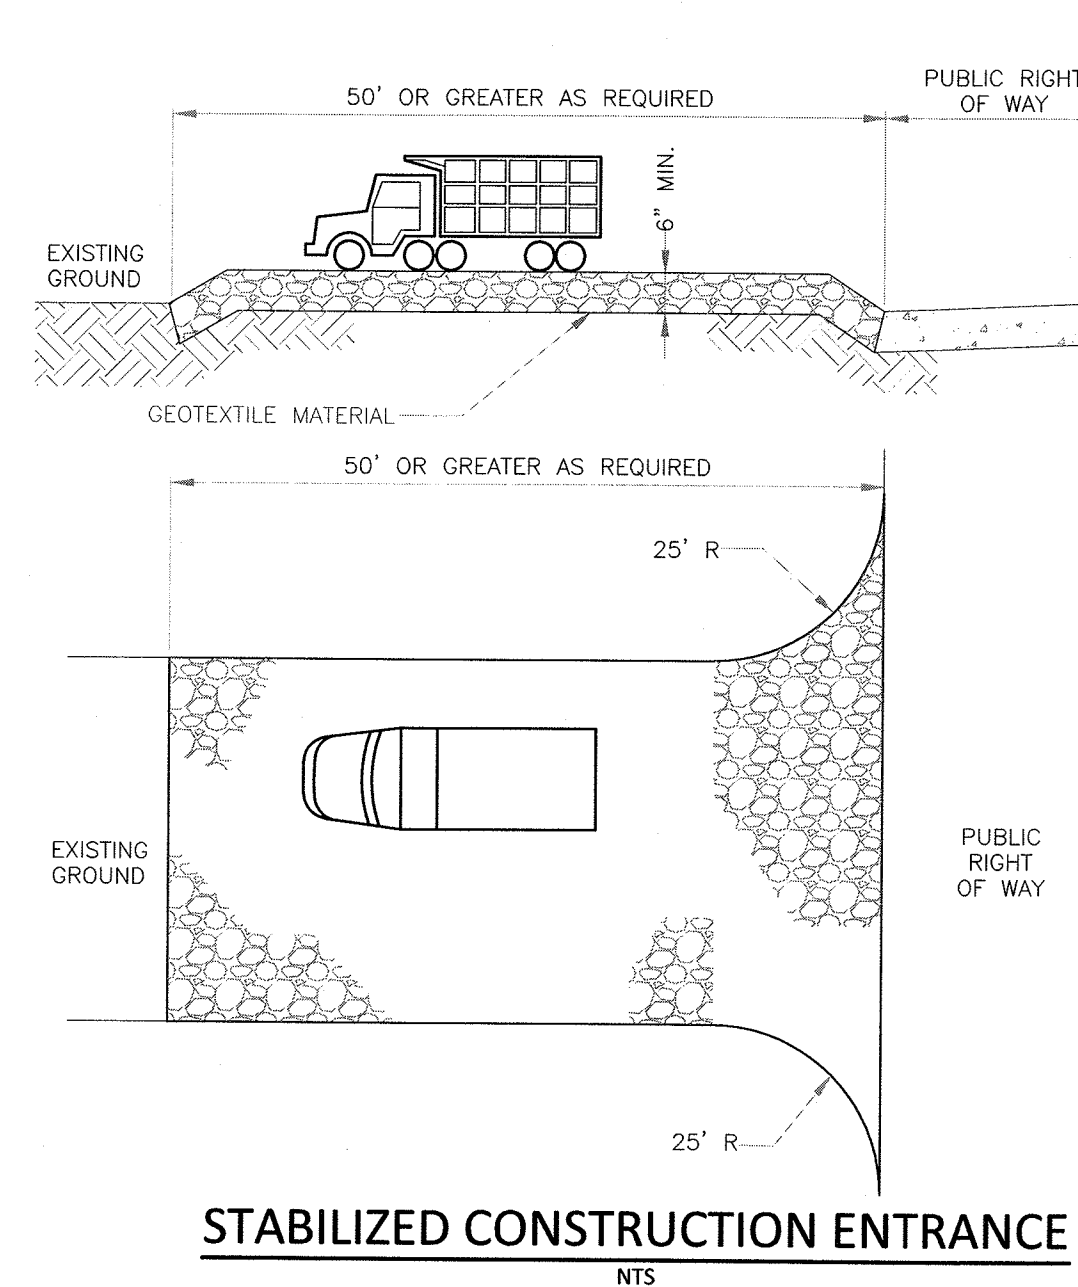 PUBLIC RIGHT
OF WAY
50' OR GREATER AS REQUIRED
6" MIN.
EXISTING
GROUND
GEOTEXTILE MATERIAL
50' OR GREATER AS REQUIRED
25' R
EXISTING
GROUND
PUBLIC
RIGHT
OF WAY
25' R
STABILIZED CONSTRUCTION ENTRANCE
NTS